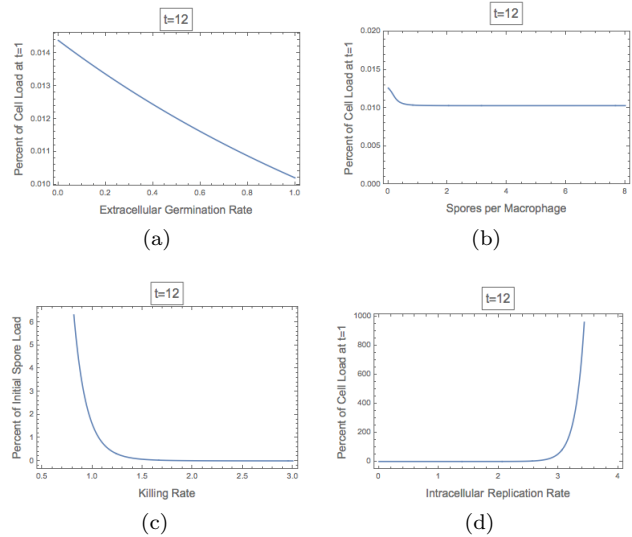 t=12
Percent of Cell Load at t=1
0.014
0.013
0.012
0.011
0.010
0.0 0.2 0.4 0.6 0.8 1.0
Extracellular Germination Rate
(a)
t=12
Percent of Cell Load at t=1
0.020
0.015
0.010
0.005
0.000
0 2 4 6 8
Spores per Macrophage
(b)
t=12
Percent of Initial Spore Load
6
5
4
3
2
1
0
0.5 1.0 1.5 2.0 2.5 3.0
Killing Rate
(c)
t=12
Percent of Cell Load at t=1
1000
800
600
400
200
0
0 1 2 3 4
Intracellular Replication Rate
(d)